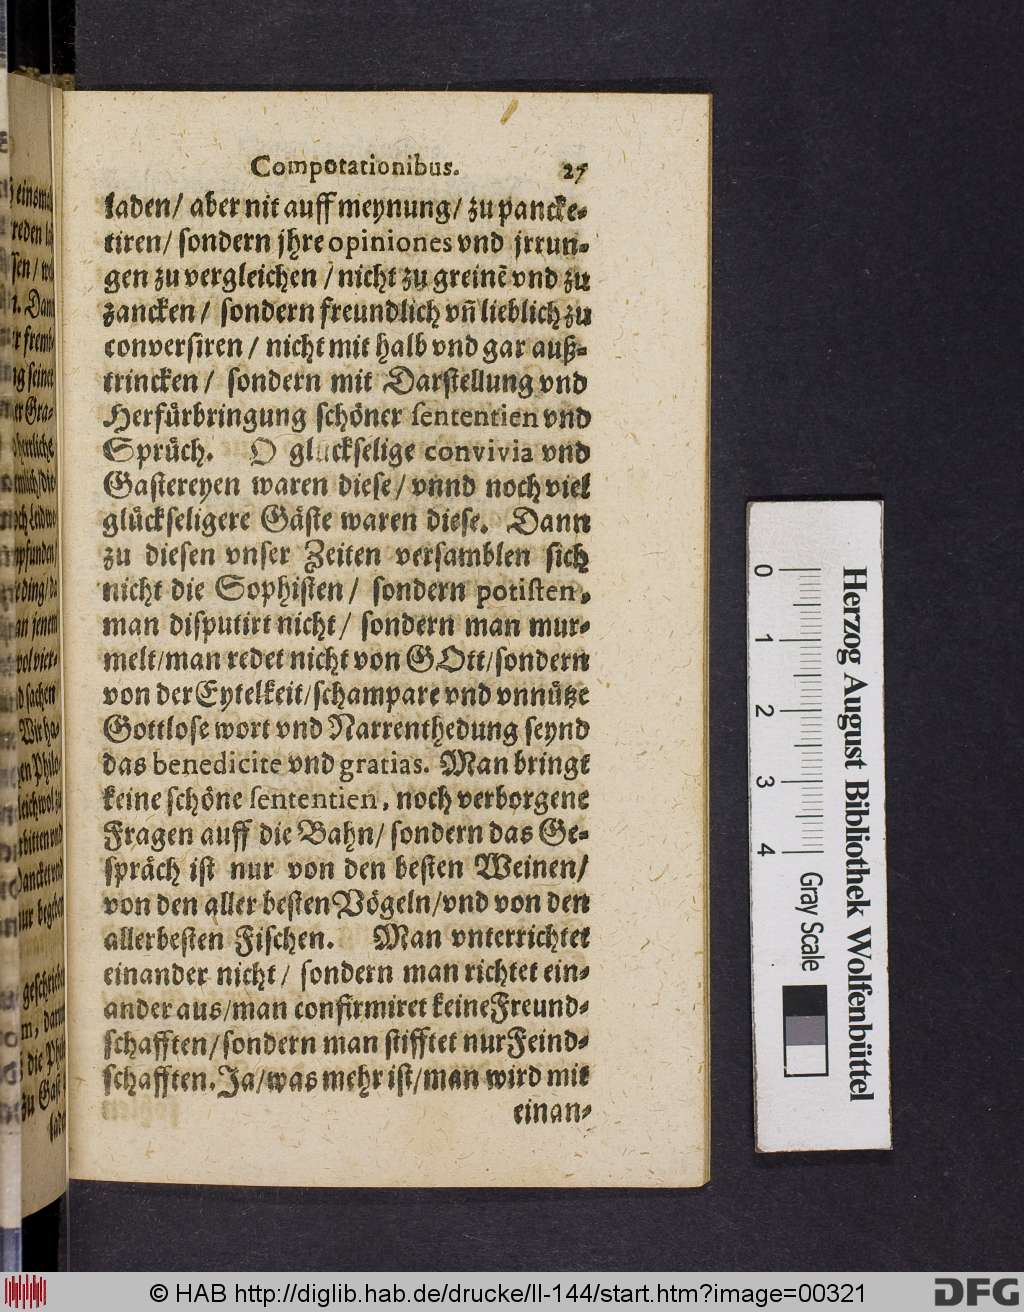 Compotationibus. 27
laden/ aber nit auff meynung/ zu pancke-
tiren/ sondern jhre opiniones vnd jrrun-
gen zu vergleichen / nicht zu greinē vnd zu
zancken / sondern freundlich vñ lieblich zu
conversiren / nicht mit halb vnd gar auß-
trincken / sondern mit Darstellung vnd
Herfürbringung schöner sententien vnd
Sprüch. O gluckselige convivia vnd
Gastereyen waren diese/ vnnd noch viel
glückseligere Gäste waren diese. Dann
zu diesen vnser Zeiten versamblen sich
nicht die Sophisten/ sondern potisten,
man disputirt nicht/ sondern man mur-
melt/man redet nicht von GOtt/sondern
von der Eytelkeit/schampare vnd vnnütze
Gottlose wort vnd Narrenthedung seynd
das benedicite vnd gratias. Man bringt
keine schöne sententien, noch verborgene
Fragen auff die Bahn/ sondern das Ge-
spräch ist nur von den besten Weinen/
von den aller besten Vögeln/vnd von den
allerbesten Fischen. Man vnterrichtet
einander nicht/ sondern man richtet ein-
ander aus/man confirmiret keine Freund-
schafften/sondern man stifftet nur Feind-
schafften. Ja/was mehr ist/man wird mit
einan-
0 1 2 3 4
Gray Scale
Herzog August Bibliothek Wolfenbüttel
© HAB http://diglib.hab.de/drucke/ll-144/start.htm?image=00321
DFG